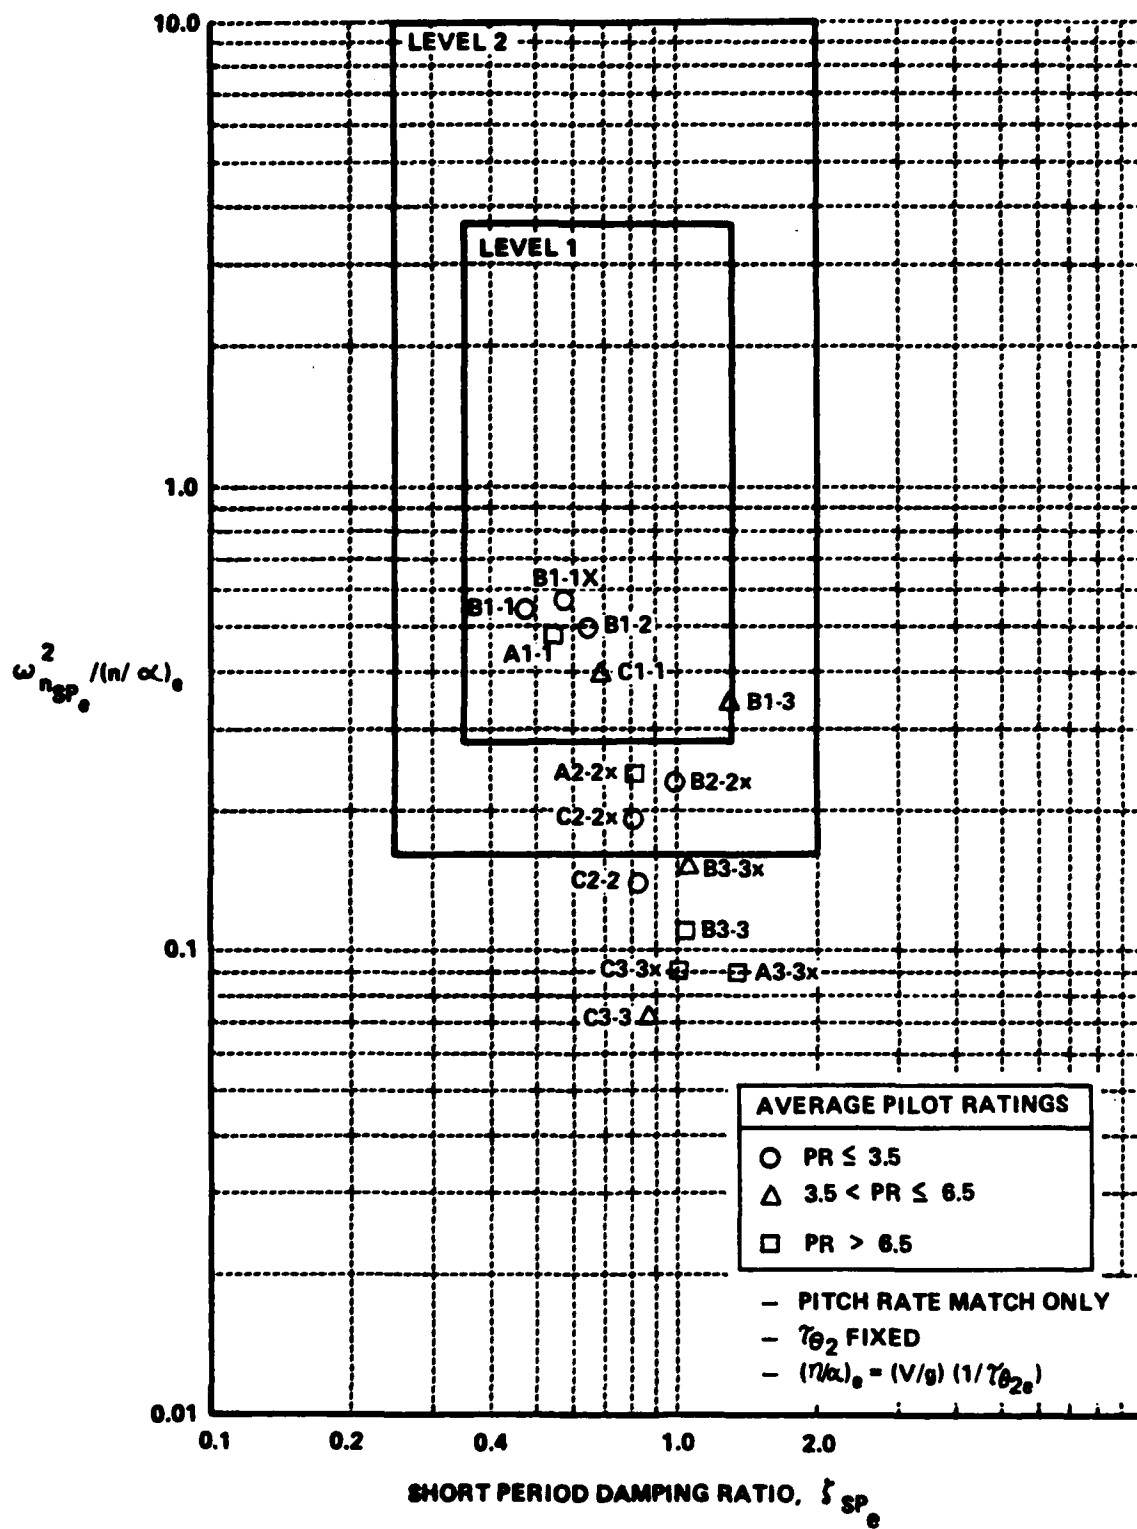 10.0
LEVEL 2
LEVEL 1
1.0
B1-1X
B1-1
B1-2
A1-1
C1-1
ω²nSPe/(n/α)e
B1-3
A2-2x
B2-2x
C2-2x
B3-3x
C2-2
B3-3
0.1
C3-3x
A3-3x
C3-3
AVERAGE PILOT RATINGS
PR ≤ 3.5
3.5 < PR ≤ 6.5
PR > 6.5
– PITCH RATE MATCH ONLY
– τθ2 FIXED
– (η/α)e = (V/g) (1/τθ2e)
0.01
0.1 0.2 0.4 1.0 2.0
SHORT PERIOD DAMPING RATIO, ζSPe